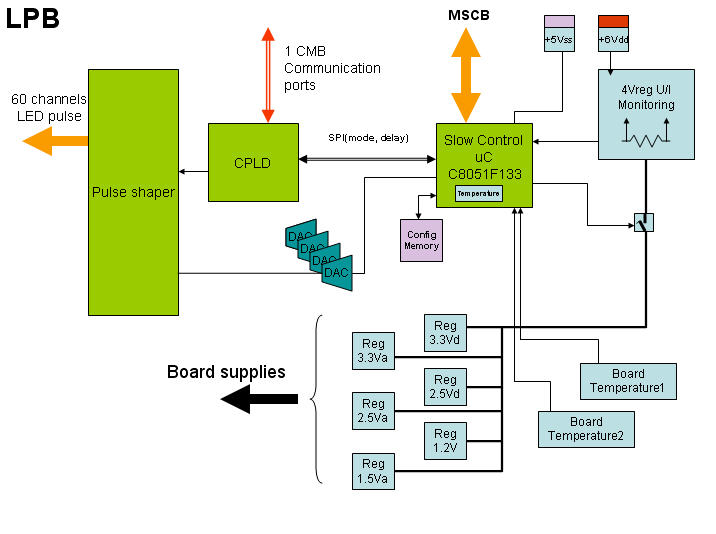 LPB
MSCB
+5Vss
+6Vdd
1 CMB
Communication
ports
60 channels
LED pulse
4Vreg U/I
Monitoring
SPI(mode, delay)
CPLD
Slow Control
uC
C8051F133
Temperature
Pulse shaper
Config
Memory
DAC
DAC
DAC
DAC
Reg
3.3Vd
Reg
3.3Va
Board supplies
Reg
2.5Vd
Reg
2.5Va
Reg
1.2V
Reg
1.5Va
Board
Temperature1
Board
Temperature2